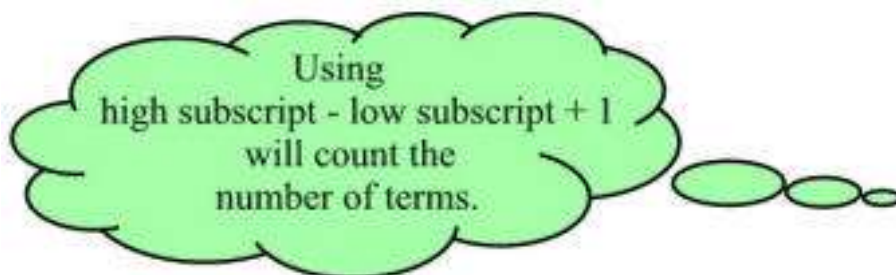 Using
high subscript - low subscript + 1
will count the
number of terms.